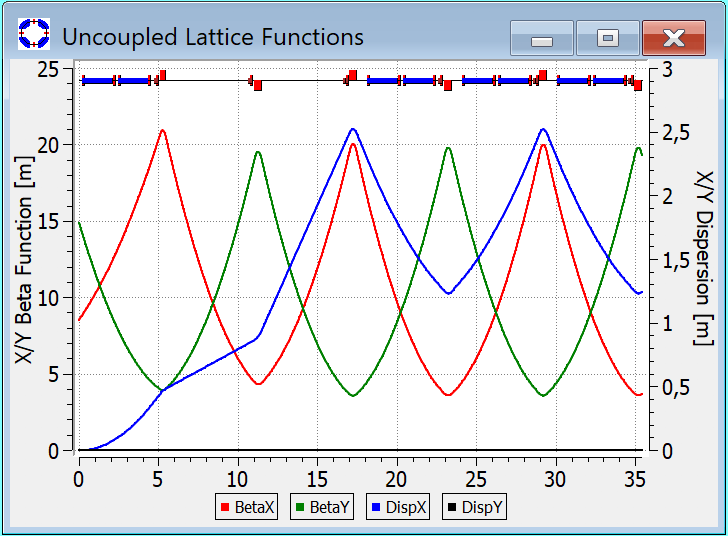 Uncoupled Lattice Functions
X/Y Beta Function [m]
25
20
15
10
5
0
3
2,5
2
1,5
1
0,5
0
X/Y Dispersion [m]
0 5 10 15 20 25 30 35
BetaX BetaY DispX DispY